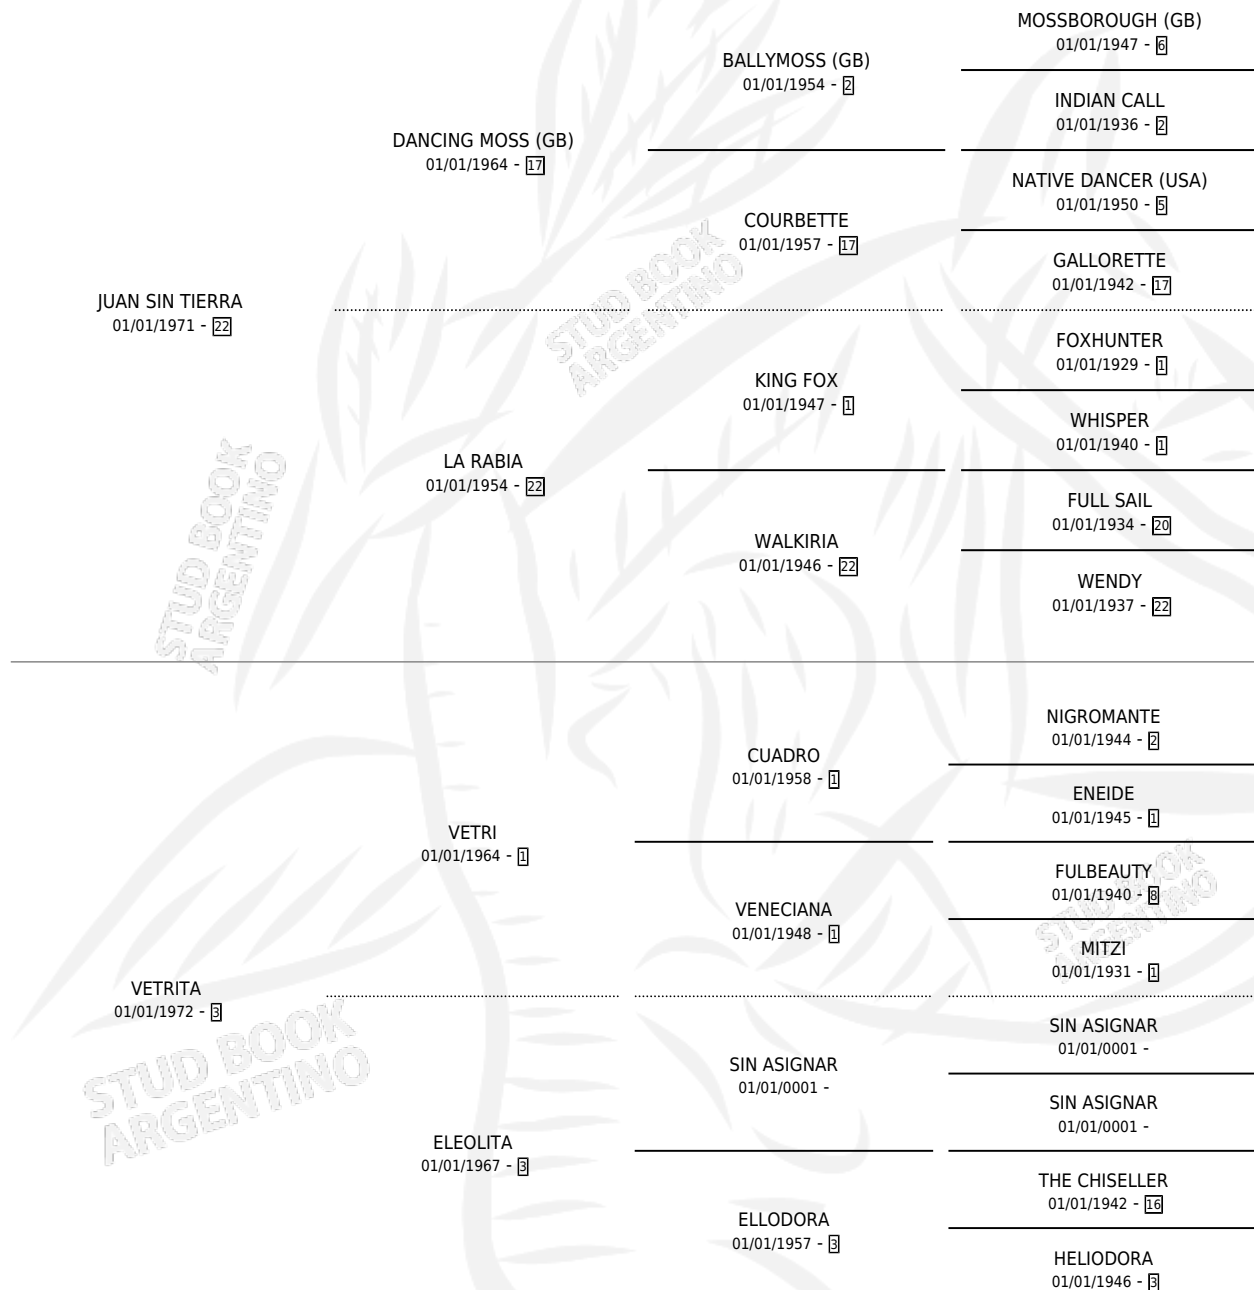 MOSSBOROUGH (GB)
01/01/1947 - 6
BALLYMOSS (GB)
01/01/1954 - 2
INDIAN CALL
01/01/1936 - 2
DANCING MOSS (GB)
01/01/1964 - 17
NATIVE DANCER (USA)
01/01/1950 - 5
COURBETTE
01/01/1957 - 17
GALLORETTE
01/01/1942 - 17
JUAN SIN TIERRA
01/01/1971 - 22
FOXHUNTER
01/01/1929 - 1
KING FOX
01/01/1947 - 1
WHISPER
01/01/1940 - 1
LA RABIA
01/01/1954 - 22
FULL SAIL
01/01/1934 - 20
WALKIRIA
01/01/1946 - 22
WENDY
01/01/1937 - 22
NIGROMANTE
01/01/1944 - 2
CUADRO
01/01/1958 - 1
ENEIDE
01/01/1945 - 1
VETRI
01/01/1964 - 1
FULBEAUTY
01/01/1940 - 8
VENECIANA
01/01/1948 - 1
MITZI
01/01/1931 - 1
VETRITA
01/01/1972 - 3
SIN ASIGNAR
01/01/0001 -
SIN ASIGNAR
01/01/0001 -
SIN ASIGNAR
01/01/0001 -
ELEOLITA
01/01/1967 - 3
THE CHISELLER
01/01/1942 - 16
ELLODORA
01/01/1957 - 3
HELIODORA
01/01/1946 - 3
STUD BOOK
ARGENTINO
STUD BOOK
ARGENTINO
STUD BOOK
ARGENTINO
STUD BOOK
ARGENTINO